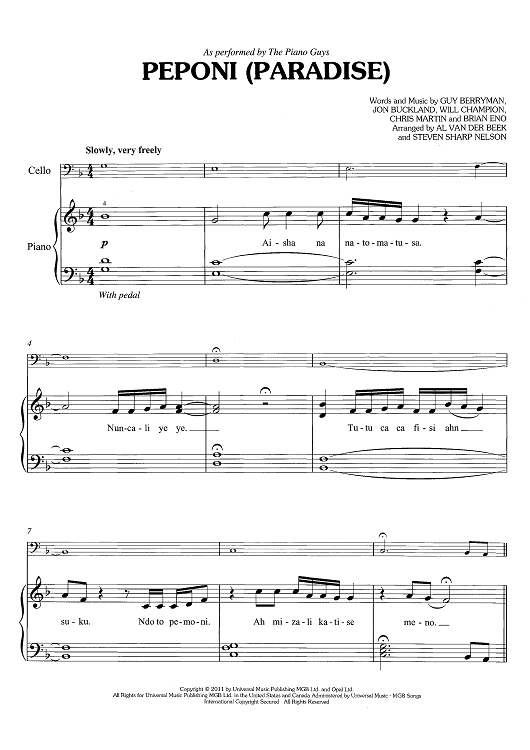 As performed by The Piano Guys
PEPONI (PARADISE)
Words and Music by GUY BERRYMAN,
JON BUCKLAND, WILL CHAMPION,
CHRIS MARTIN and BRIAN ENO
Arranged by AL VAN DER BEEK
and STEVEN SHARP NELSON
Slowly, very freely
Cello
4
Piano
p
Ai - sha na na - to - ma - tu - sa.
With pedal
4
Nun - ca - li ye ye. Tu - tu ca ca fi - si ahn
7
su - ku. Ndo to pe - mo - ni. Ah mi - za - li ka - ti - se me - no.
Copyright © 2011 by Universal Music Publishing MGB Ltd. and Opal Ltd.
All Rights for Universal Music Publishing MGB Ltd. in the United States and Canada Administered by Universal Music - MGB Songs
International Copyright Secured All Rights Reserved